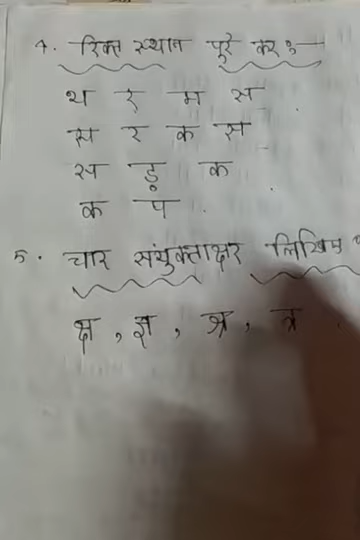 4. रिक्त स्थान पूरे कर :-
थ र म स
स र क स
स ड़ क
क प
5. चार संयुक्ताक्षर लिखिए
क्ष, ज्ञ, श्र, त्र